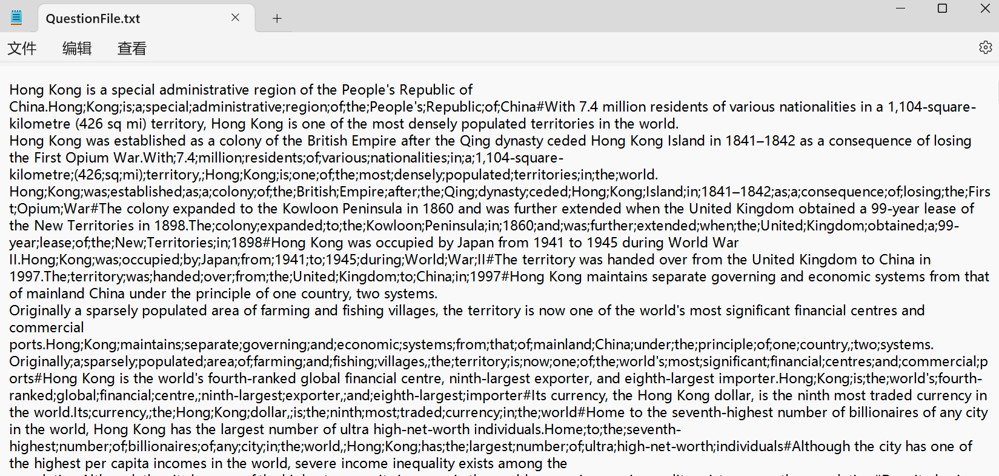 QuestionFile.txt
文件 编辑 查看
Hong Kong is a special administrative region of the People's Republic of
China.Hong;Kong;is;a;special;administrative;region;of;the;People's;Republic;of;China#With 7.4 million residents of various nationalities in a 1,104-square-
kilometre (426 sq mi) territory, Hong Kong is one of the most densely populated territories in the world.
Hong Kong was established as a colony of the British Empire after the Qing dynasty ceded Hong Kong Island in 1841–1842 as a consequence of losing
the First Opium War.With;7.4;million;residents;of;various;nationalities;in;a;1,104-square-
kilometre;(426;sq;mi);territory,;Hong;Kong;is;one;of;the;most;densely;populated;territories;in;the;world.
Hong;Kong;was;established;as;a;colony;of;the;British;Empire;after;the;Qing;dynasty;ceded;Hong;Kong;Island;in;1841–1842;as;a;consequence;of;losing;the;Firs
t;Opium;War#The colony expanded to the Kowloon Peninsula in 1860 and was further extended when the United Kingdom obtained a 99-year lease of
the New Territories in 1898.The;colony;expanded;to;the;Kowloon;Peninsula;in;1860;and;was;further;extended;when;the;United;Kingdom;obtained;a;99-
year;lease;of;the;New;Territories;in;1898#Hong Kong was occupied by Japan from 1941 to 1945 during World War
II.Hong;Kong;was;occupied;by;Japan;from;1941;to;1945;during;World;War;II#The territory was handed over from the United Kingdom to China in
1997.The;territory;was;handed;over;from;the;United;Kingdom;to;China;in;1997#Hong Kong maintains separate governing and economic systems from that
of mainland China under the principle of one country, two systems.
Originally a sparsely populated area of farming and fishing villages, the territory is now one of the world's most significant financial centres and
commercial
ports.Hong;Kong;maintains;separate;governing;and;economic;systems;from;that;of;mainland;China;under;the;principle;of;one;country,;two;systems.
Originally;a;sparsely;populated;area;of;farming;and;fishing;villages,;the;territory;is;now;one;of;the;world's;most;significant;financial;centres;and;commercial;p
orts#Hong Kong is the world's fourth-ranked global financial centre, ninth-largest exporter, and eighth-largest importer.Hong;Kong;is;the;world's;fourth-
ranked;global;financial;centre,;ninth-largest;exporter,;and;eighth-largest;importer#Its currency, the Hong Kong dollar, is the ninth most traded currency in
the world.Its;currency,;the;Hong;Kong;dollar,;is;the;ninth;most;traded;currency;in;the;world#Home to the seventh-highest number of billionaires of any city
in the world, Hong Kong has the largest number of ultra high-net-worth individuals.Home;to;the;seventh-
highest;number;of;billionaires;of;any;city;in;the;world,;Hong;Kong;has;the;largest;number;of;ultra;high-net-worth;individuals#Although the city has one of
the highest per capita incomes in the world, severe income inequality exists among the